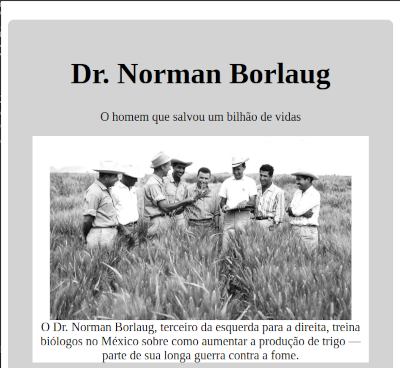 Dr. Norman Borlaug
O homem que salvou um bilhão de vidas
O Dr. Norman Borlaug, terceiro da esquerda para a direita, treina
biólogos no México sobre como aumentar a produção de trigo —
parte de sua longa guerra contra a fome.